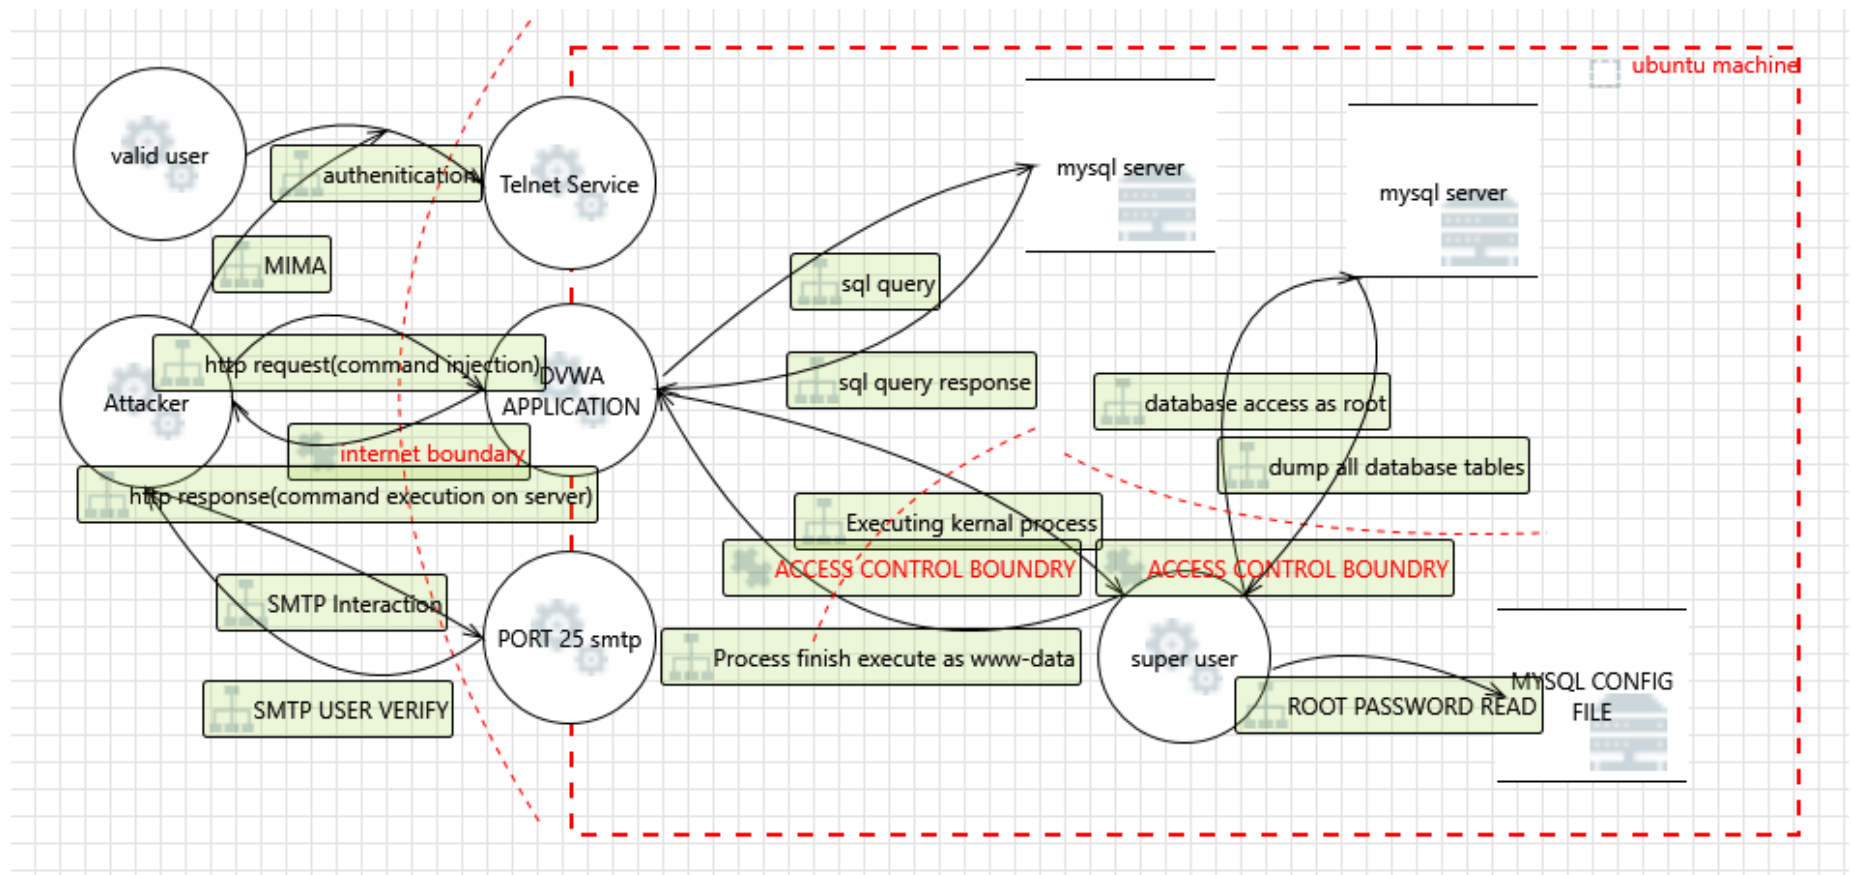 ubuntu machine
valid user
authenitication
Telnet Service
mysql server
mysql server
MIMA
sql query
http request(command injection)
DVWA
APPLICATION
Attacker
sql query response
database access as root
internet boundary
dump all database tables
http response(command execution on server)
Executing kernal process
ACCESS CONTROL BOUNDRY
ACCESS CONTROL BOUNDRY
SMTP Interaction
PORT 25 smtp
Process finish execute as www-data
super user
MYSQL CONFIG
FILE
ROOT PASSWORD READ
SMTP USER VERIFY